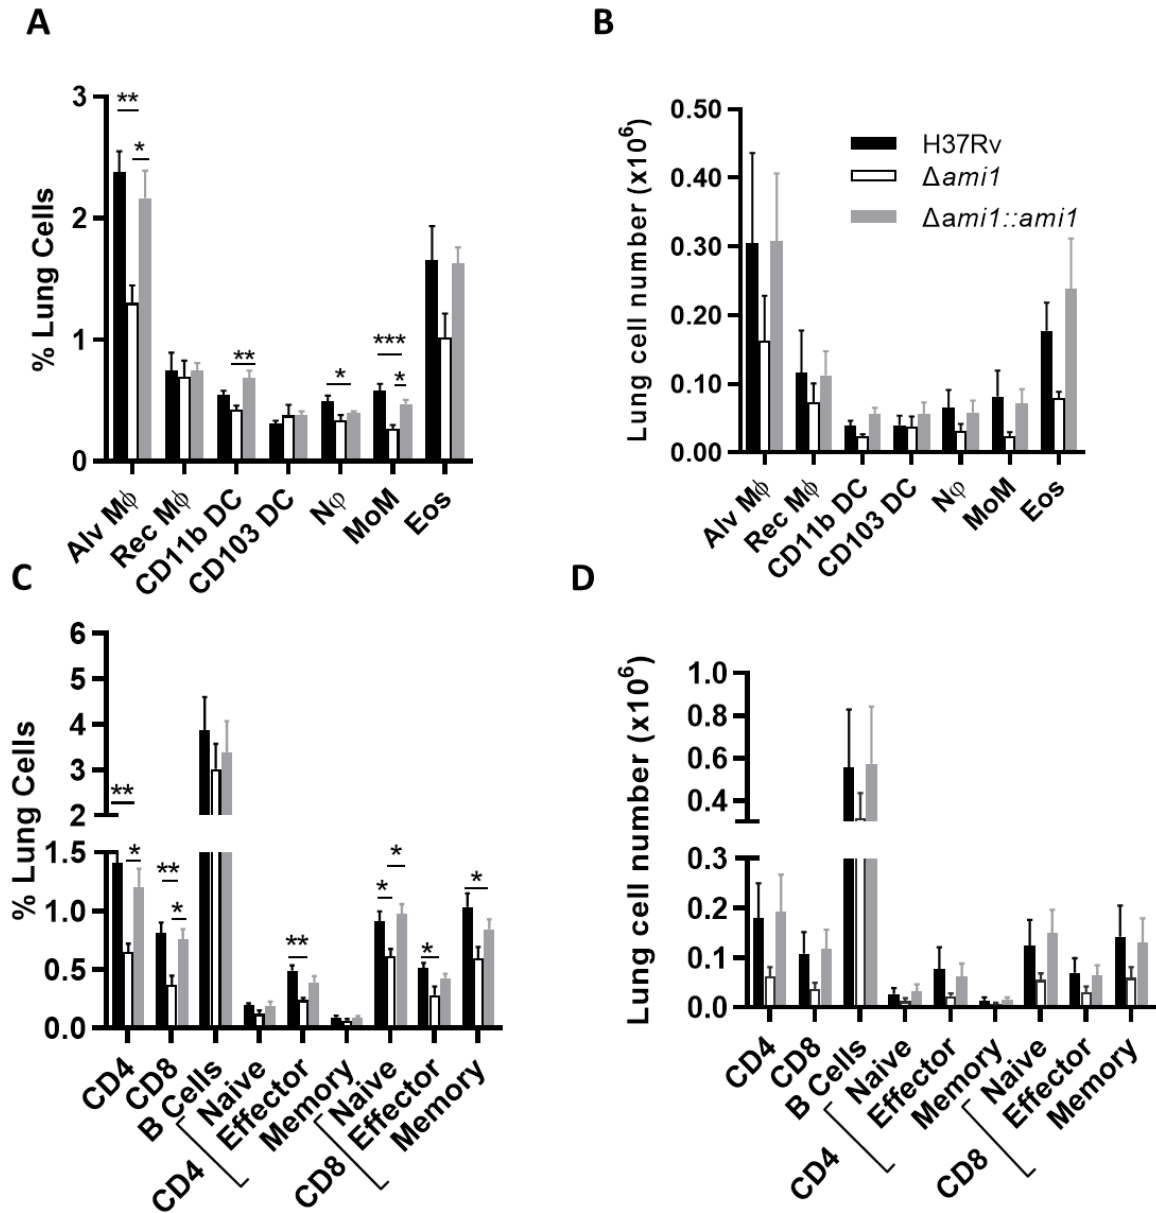 A
B
% Lung Cells
3
2
1
0
**
*
**
*
***
*
Alv Mϕ
Rec Mϕ
CD11b DC
CD103 DC
Nφ
MoM
Eos
Lung cell number (x10⁶)
0.50
0.40
0.30
0.20
0.10
0.00
H37Rv
Δami1
Δami1::ami1
Alv Mϕ
Rec Mϕ
CD11b DC
CD103 DC
Nφ
MoM
Eos
C
D
% Lung Cells
6
5
4
3
2
1.5
1.0
0.5
0.0
**
*
**
*
**
*
*
*
*
CD4
CD8
B Cells
Naive
Effector
Memory
Naive
Effector
Memory
CD4
CD8
Lung cell number (x10⁶)
1.0
0.8
0.6
0.4
0.3
0.2
0.1
0.0
CD4
CD8
B Cells
Naive
Effector
Memory
Naive
Effector
Memory
CD4
CD8